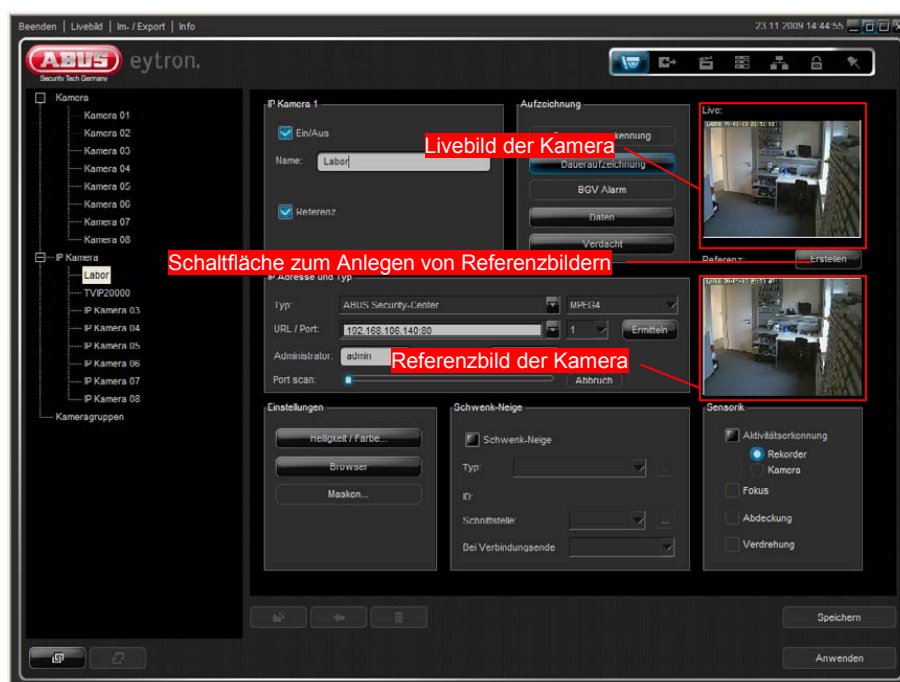 Beenden | Livebild | Im- / Export | Info
23 11 2009 14:44:55
ABUS
Security Tech Germany
eytron.
Kamera
Kamera 01
Kamera 02
Kamera 03
Kamera 04
Kamera 05
Kamera 06
Kamera 07
Kamera 08
IP Kamera
Labor
TVIP20000
IP Kamera 03
IP Kamera 04
IP Kamera 05
IP Kamera 06
IP Kamera 07
IP Kamera 08
Kameragruppen
IP Kamera 1
Ein/Aus
Name: Labor
Referenz
Aufzeichnung
Livebild der Kamera
Daueraufzeichnung
BGV Alarm
Daten
Verdacht
Live:
Schaltfläche zum Anlegen von Referenzbildern
Referenz: Erstellen
IP Adresse und Typ
Typ: ABUS Security-Center MPEG4
URL / Port: 192.168.106.140:80 1 Ermitteln
Administrator: admin
Referenzbild der Kamera
Port scan: Abbruch
Einstellungen
Helligkeit / Farbe...
Browser
Masken...
Schwenk-Neige
Schwenk-Neige
Typ: ...
ID:
Schnittstelle: ...
Bei Verbindungsende
Sensorik
Aktivitätserkennung
Rekorder
Kamera
Fokus
Abdeckung
Verdrehung
Speichern
Anwenden